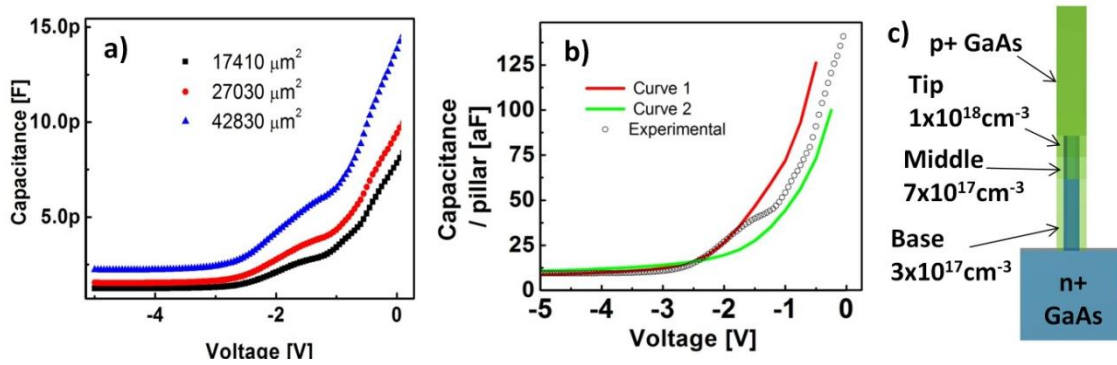 a)
15.0p
10.0p
5.0p
Capacitance [F]
17410 μm²
27030 μm²
42830 μm²
-4
-2
0
Voltage [V]
b)
125
100
75
50
25
0
Capacitance
/ pillar [aF]
Curve 1
Curve 2
Experimental
-5
-4
-3
-2
-1
0
Voltage [V]
c)
p+ GaAs
Tip
1x10¹⁸cm⁻³
Middle
7x10¹⁷cm⁻³
Base
3x10¹⁷cm⁻³
n+
GaAs